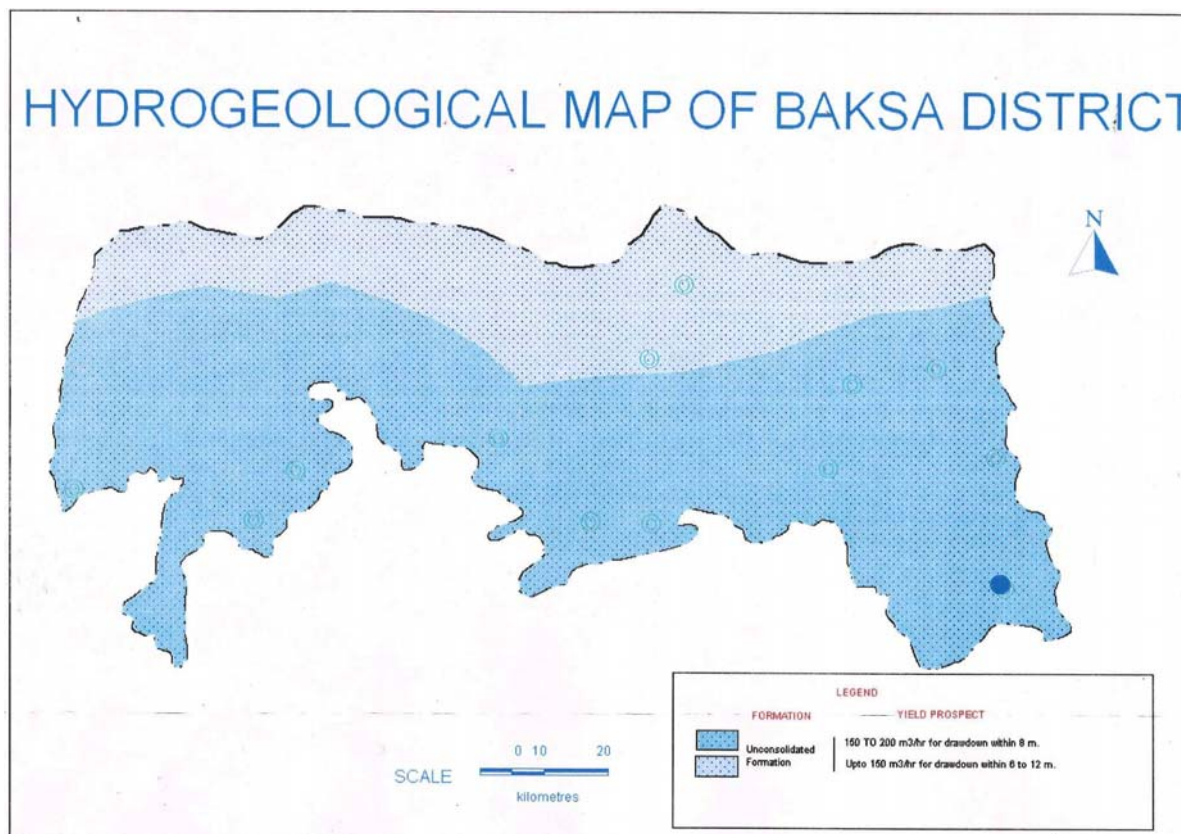 HYDROGEOLOGICAL MAP OF BAKSA DISTRICT
N
LEGEND
FORMATION YIELD PROSPECT
Unconsolidated
Formation
150 TO 200 m3/hr for drawdown within 8 m.
Upto 150 m3/hr for drawdown within 6 to 12 m.
0 10 20
SCALE
kilometres